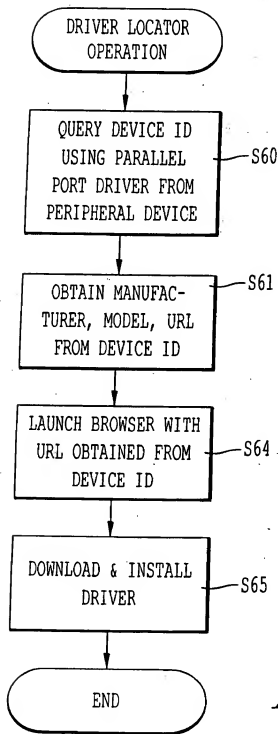 DRIVER LOCATOR
OPERATION
QUERY DEVICE ID
USING PARALLEL
PORT DRIVER FROM
PERIPHERAL DEVICE
S60
OBTAIN MANUFAC-
TURER, MODEL, URL
FROM DEVICE ID
S61
LAUNCH BROWSER WITH
URL OBTAINED FROM
DEVICE ID
S64
DOWNLOAD & INSTALL
DRIVER
S65
END